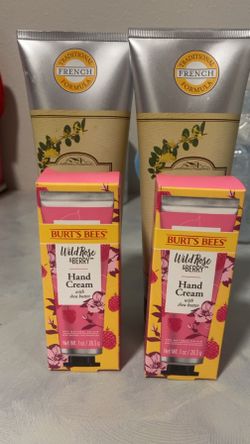 TRADITIONAL
FRENCH
FORMULA
TRADITIONAL
FRENCH
FORMULA
BURT'S BEES
Wild Rose
& BERRY
Hand
Cream
with
shea butter
NET WT. 1 OZ / 28.3 g
BURT'S BEES
Wild Rose
& BERRY
Hand
Cream
with
shea butter
NET WT. 1 OZ / 28.3 g